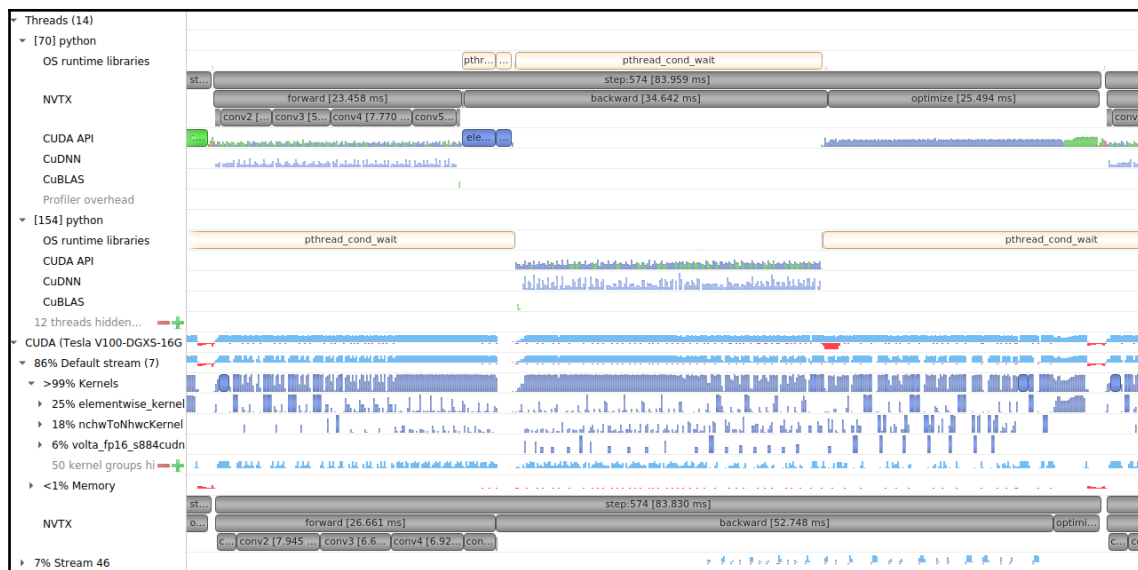 Threads (14)
[70] python
OS runtime libraries pthr... ... pthread_cond_wait
st... step:574 [83.959 ms]
NVTX forward [23.458 ms] backward [34.642 ms] optimize [25.494 ms]
conv2 [... conv3 [5... conv4 [7.770 ... conv5... conv
CUDA API c... ele... ...
CuDNN
CuBLAS
Profiler overhead
[154] python
OS runtime libraries pthread_cond_wait pthread_cond_wait
CUDA API
CuDNN
CuBLAS
12 threads hidden...
CUDA (Tesla V100-DGXS-16G
86% Default stream (7)
>99% Kernels
25% elementwise_kernel
18% nchwToNhwcKernel
6% volta_fp16_s884cudn
50 kernel groups hi
<1% Memory
st... step:574 [83.830 ms]
NVTX o... forward [26.661 ms] backward [52.748 ms] optimi...
c... conv2 [7.945 ... conv3 [6.6... conv4 [6.92... con... c... co
7% Stream 46